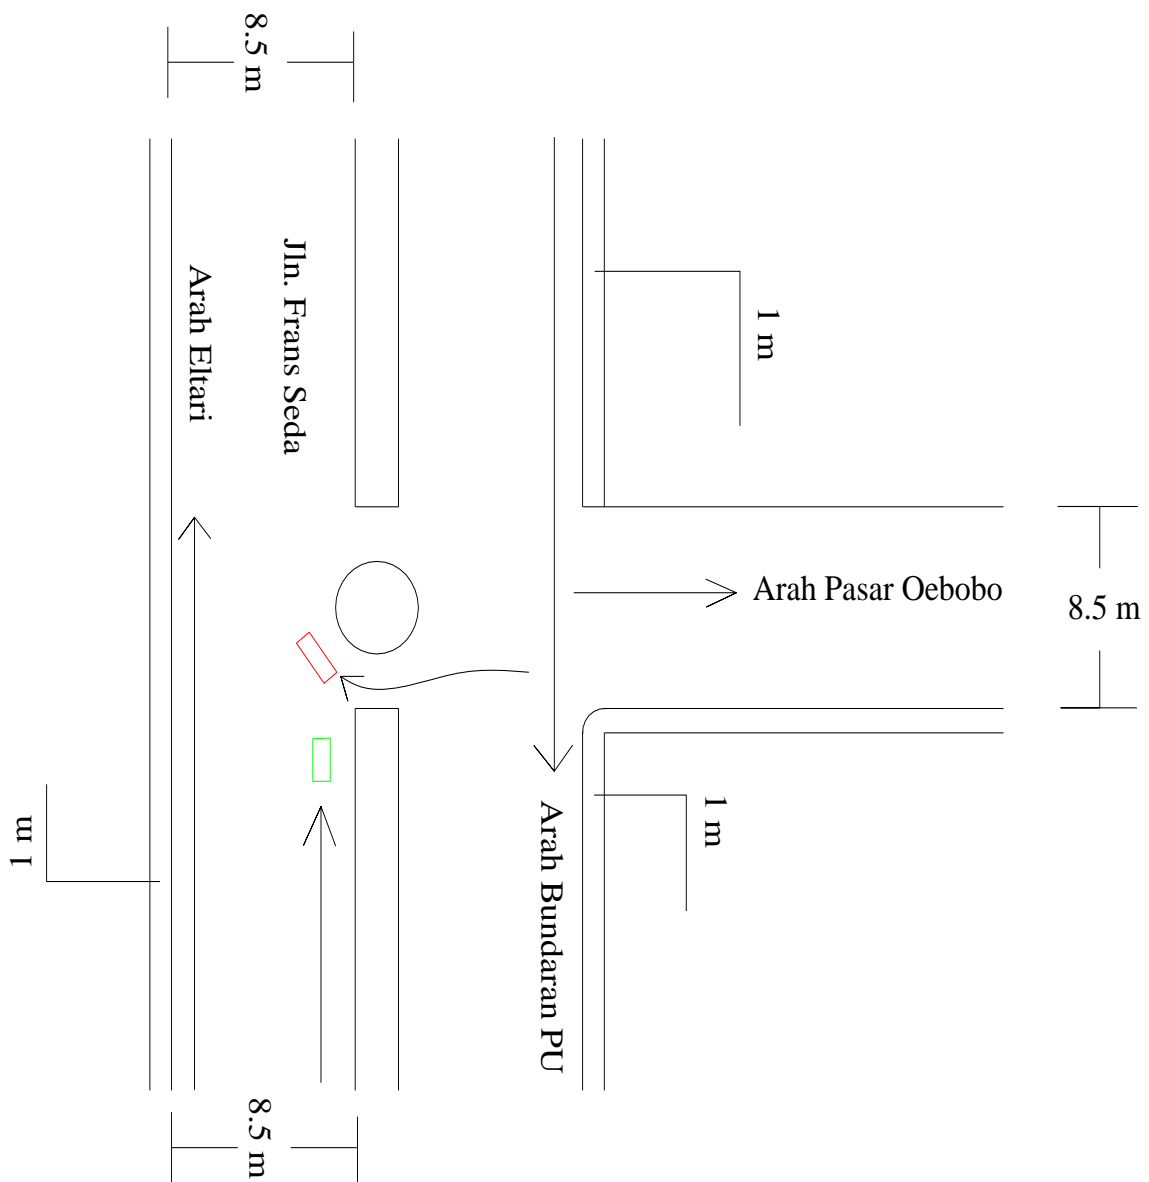 8.5 m
Jln. Frans Seda
Arah Eltari
1 m
Arah Pasar Oebobo
8.5 m
1 m
Arah Bundaran PU
1 m
8.5 m